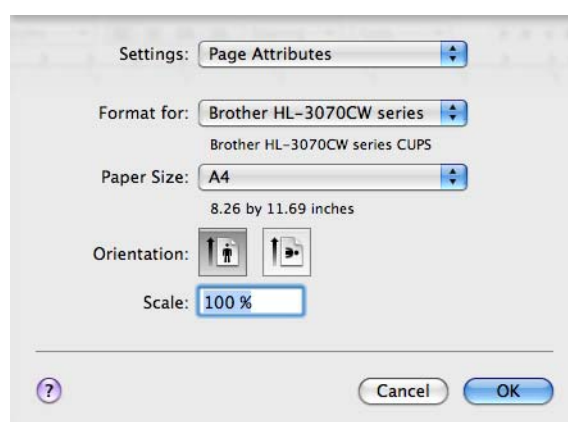 Settings: Page Attributes
Format for: Brother HL-3070CW series
Brother HL-3070CW series CUPS
Paper Size: A4
8.26 by 11.69 inches
Orientation:
Scale: 100 %
? Cancel OK